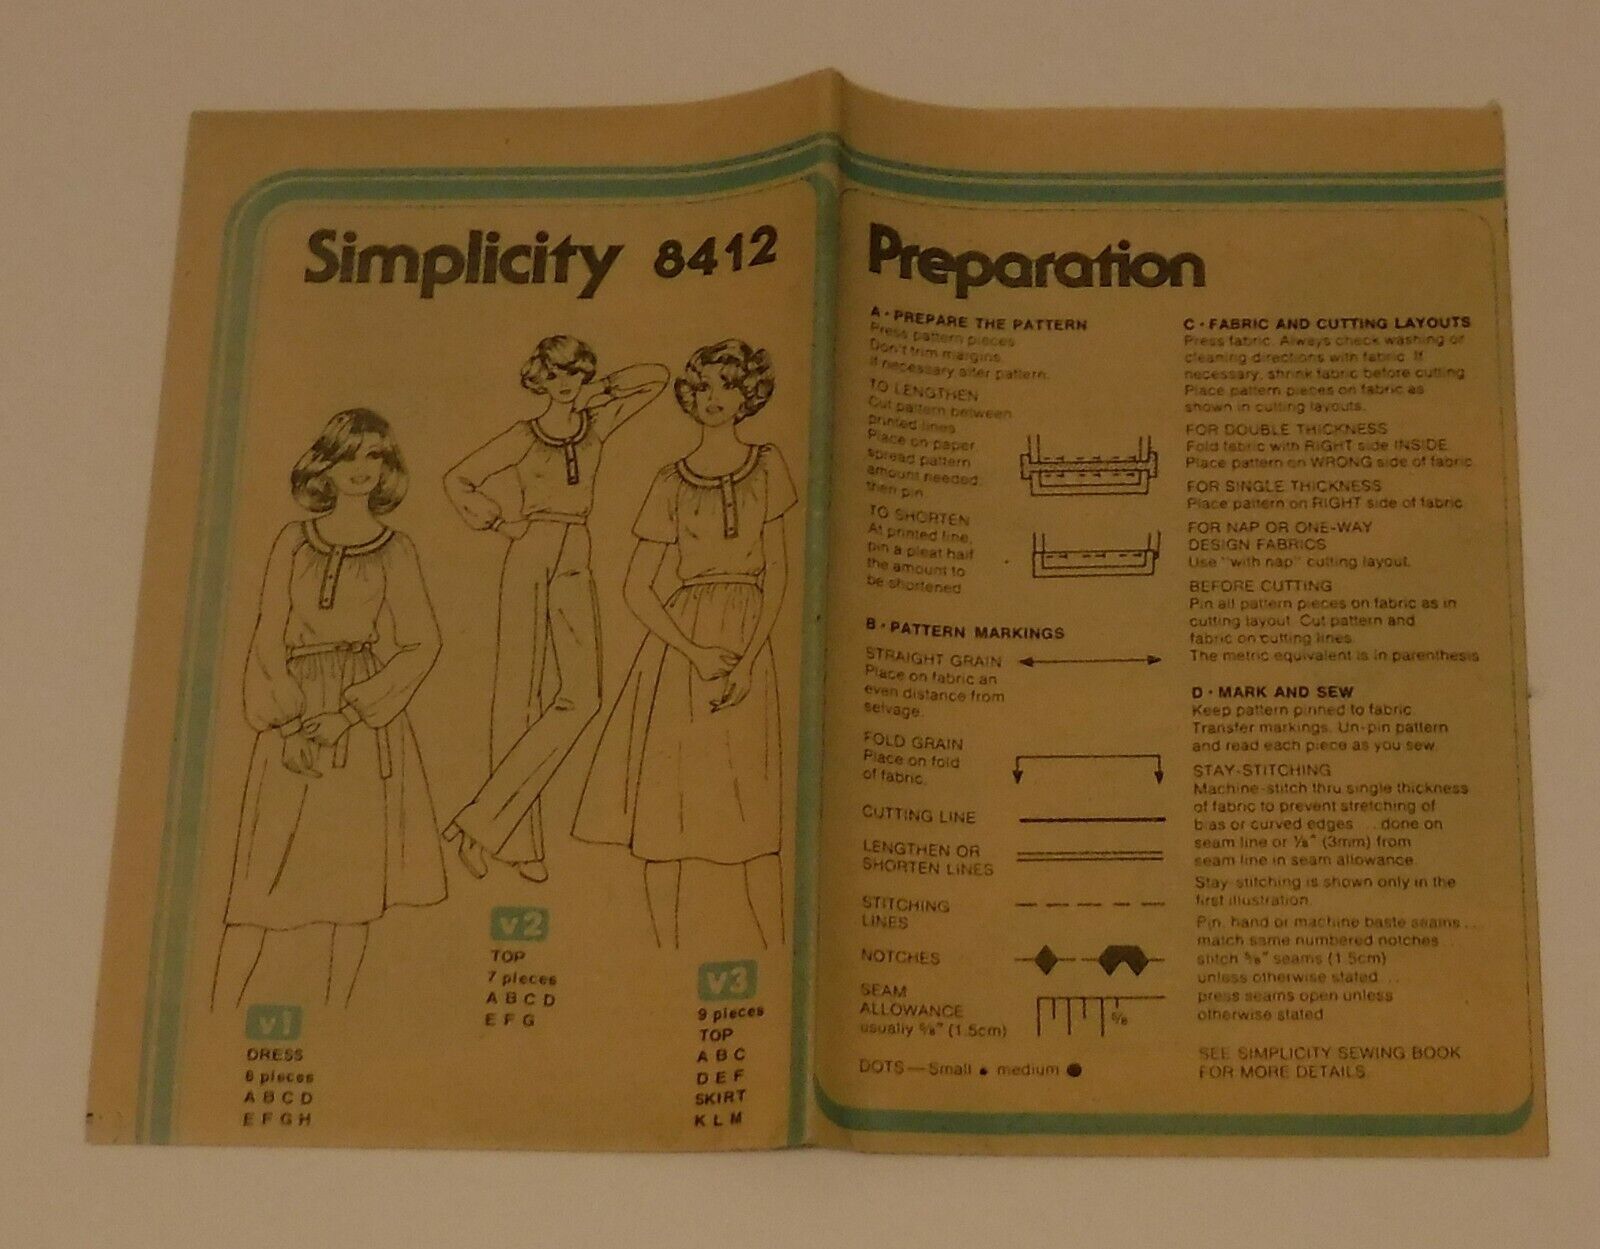 Simplicity 8412
v1
DRESS
8 pieces
A B C D
E F G H
v2
TOP
7 pieces
A B C D
E F G
v3
9 pieces
TOP
A B C
D E F
SKIRT
K L M
Preparation
A • PREPARE THE PATTERN
Press pattern pieces
Don't trim margins.
If necessary alter pattern.
TO LENGTHEN
Cut pattern between
printed lines
Place on paper
spread pattern
amount needed;
then pin
TO SHORTEN
At printed line,
pin a pleat half
the amount to
be shortened
B • PATTERN MARKINGS
STRAIGHT GRAIN
Place on fabric an
even distance from
selvage.
FOLD GRAIN
Place on fold
of fabric.
CUTTING LINE
LENGTHEN OR
SHORTEN LINES
STITCHING
LINES
NOTCHES
SEAM
ALLOWANCE
usually 5/8" (1.5cm)
5/8
DOTS—Small • medium ●
C • FABRIC AND CUTTING LAYOUTS
Press fabric. Always check washing or
cleaning directions with fabric. If
necessary, shrink fabric before cutting
Place pattern pieces on fabric as
shown in cutting layouts.
FOR DOUBLE THICKNESS
Fold fabric with RIGHT side INSIDE.
Place pattern on WRONG side of fabric
FOR SINGLE THICKNESS
Place pattern on RIGHT side of fabric
FOR NAP OR ONE-WAY
DESIGN FABRICS
Use "with nap" cutting layout.
BEFORE CUTTING
Pin all pattern pieces on fabric as in
cutting layout. Cut pattern and
fabric on cutting lines.
The metric equivalent is in parenthesis
D • MARK AND SEW
Keep pattern pinned to fabric
Transfer markings. Un-pin pattern
and read each piece as you sew.
STAY-STITCHING
Machine-stitch thru single thickness
of fabric to prevent stretching of
bias or curved edges ... done on
seam line or 1/8" (3mm) from
seam line in seam allowance.
Stay-stitching is shown only in the
first illustration.
Pin, hand or machine baste seams ...
match same numbered notches ...
stitch 5/8" seams (1.5cm)
unless otherwise stated ...
press seams open unless
otherwise stated
SEE SIMPLICITY SEWING BOOK
FOR MORE DETAILS.